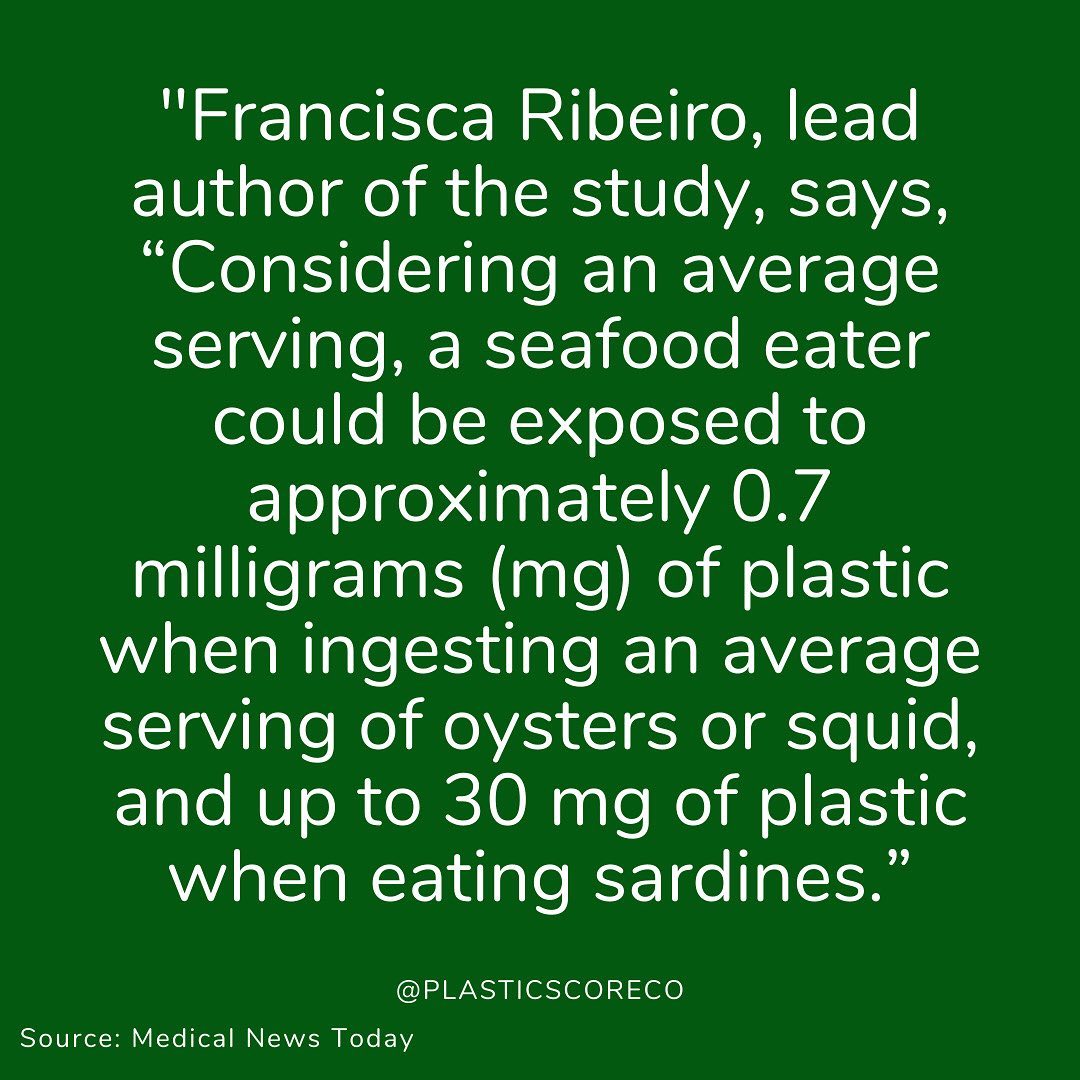 "Francisca Ribeiro, lead
author of the study, says,
“Considering an average
serving, a seafood eater
could be exposed to
approximately 0.7
milligrams (mg) of plastic
when ingesting an average
serving of oysters or squid,
and up to 30 mg of plastic
when eating sardines.”
@PLASTICSCORECO
Source: Medical News Today